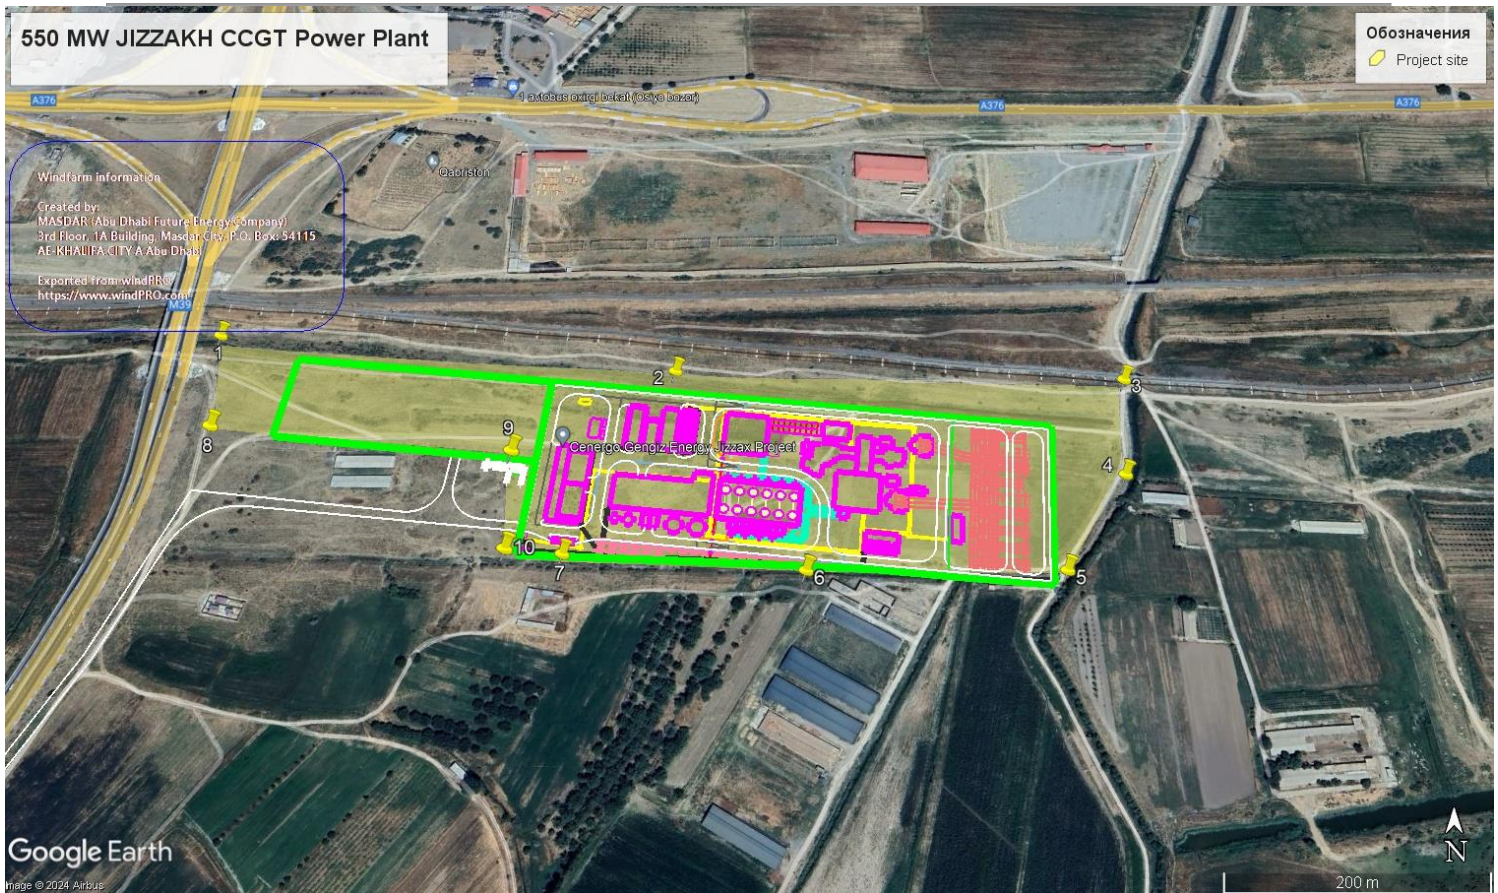 550 MW JIZZAKH CCGT Power Plant
Обозначения
Project site
A376
1 avtobus oxirgi bekat (Osiyo bozor)
A376
A376
Qabriston
Windfarm information
Created by:
MASDAR (Abu Dhabi Future Energy Company)
3rd Floor, 1A Building, Masdar City, P.O. Box: 54115
AE-KHALIFA CITY A Abu Dhabi
Exported from windPRO
https://www.windPRO.com
M39
1
2
3
8
9
4
Cenergo Gengiz Energy Jizzax Project
10
7
6
5
Google Earth
N
200 m
Image © 2024 Airbus